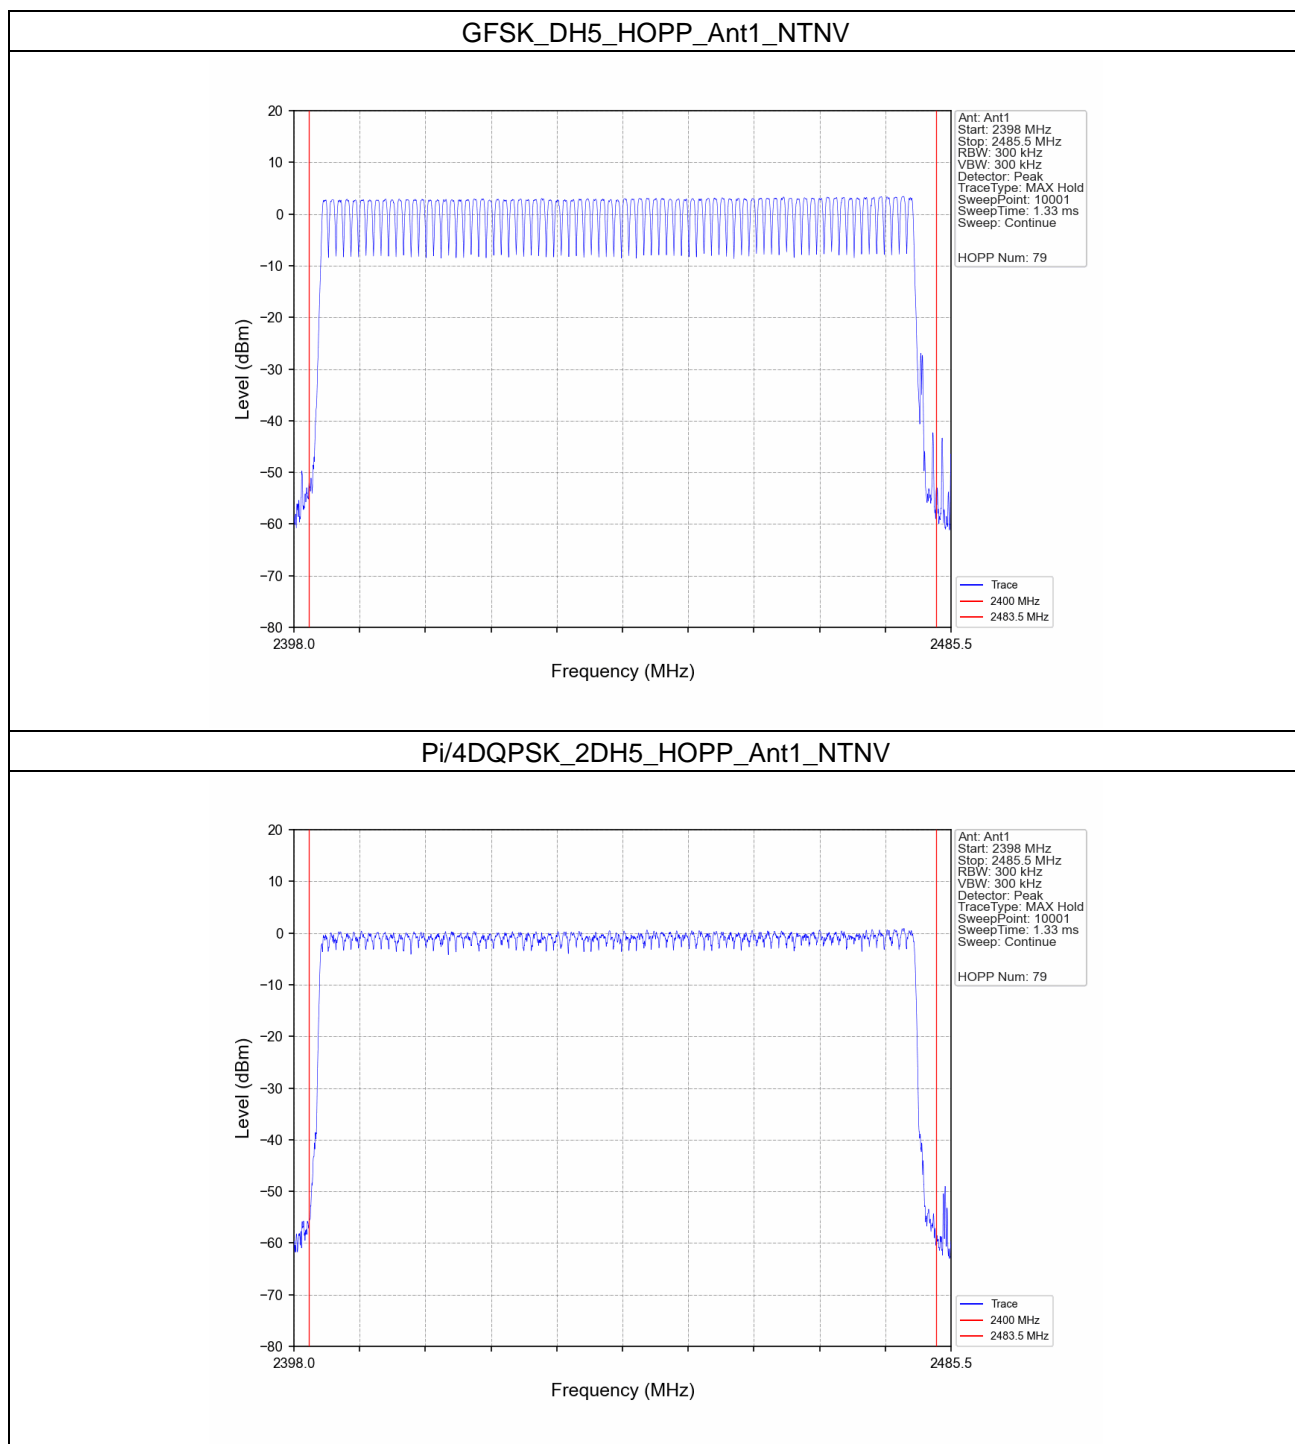 GFSK_DH5_HOPP_Ant1_NTNV
20
10
0
−10
−20
−30
−40
−50
−60
−70
−80
Level (dBm)
2398.0
2485.5
Frequency (MHz)
Ant: Ant1
Start: 2398 MHz
Stop: 2485.5 MHz
RBW: 300 kHz
VBW: 300 kHz
Detector: Peak
TraceType: MAX Hold
SweepPoint: 10001
SweepTime: 1.33 ms
Sweep: Continue
HOPP Num: 79
Trace
2400 MHz
2483.5 MHz
Pi/4DQPSK_2DH5_HOPP_Ant1_NTNV
20
10
0
−10
−20
−30
−40
−50
−60
−70
−80
Level (dBm)
2398.0
2485.5
Frequency (MHz)
Ant: Ant1
Start: 2398 MHz
Stop: 2485.5 MHz
RBW: 300 kHz
VBW: 300 kHz
Detector: Peak
TraceType: MAX Hold
SweepPoint: 10001
SweepTime: 1.33 ms
Sweep: Continue
HOPP Num: 79
Trace
2400 MHz
2483.5 MHz